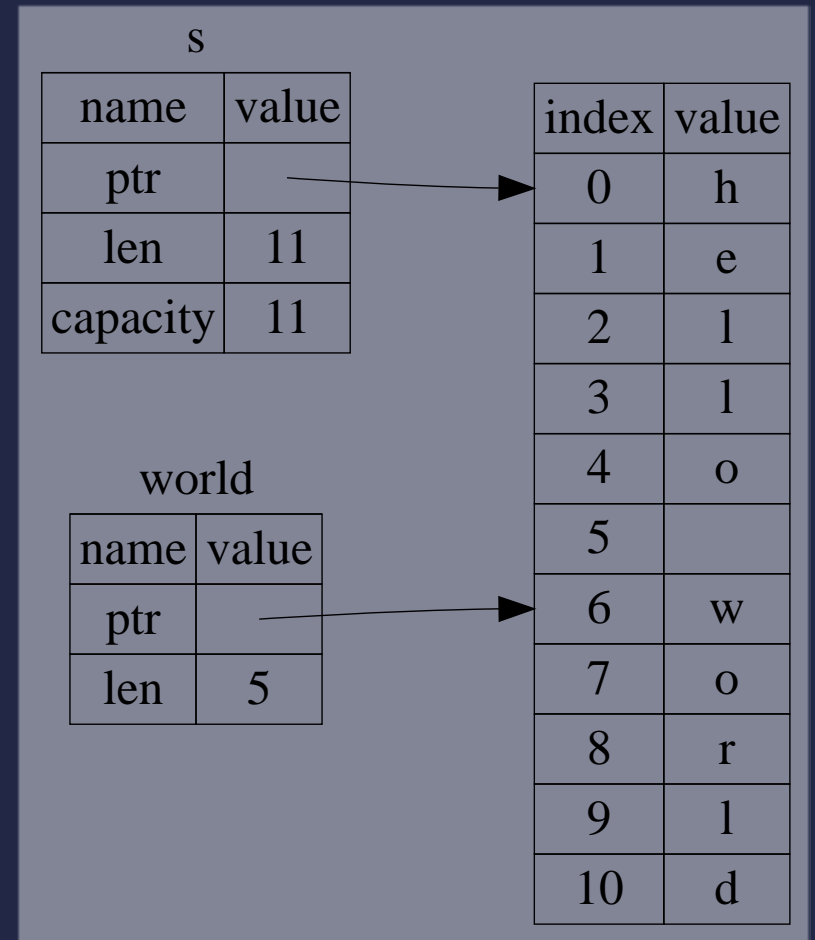 s
name value
ptr
len 11
capacity 11
world
name value
ptr
len 5
index value
0 h
1 e
2 l
3 l
4 o
5
6 w
7 o
8 r
9 l
10 d